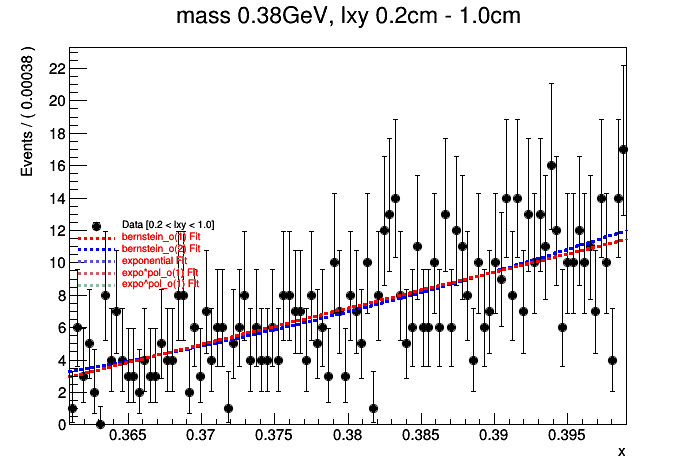 mass 0.38GeV, lxy 0.2cm - 1.0cm
Events / ( 0.00038 )
22
20
18
16
14
12
10
8
6
4
2
0
Data [0.2 < lxy < 1.0]
bernstein_o(1) Fit
bernstein_o(2) Fit
exponential Fit
expo*pol_o(1) Fit
expo^pol_o(1) Fit
0.365 0.37 0.375 0.38 0.385 0.39 0.395
x